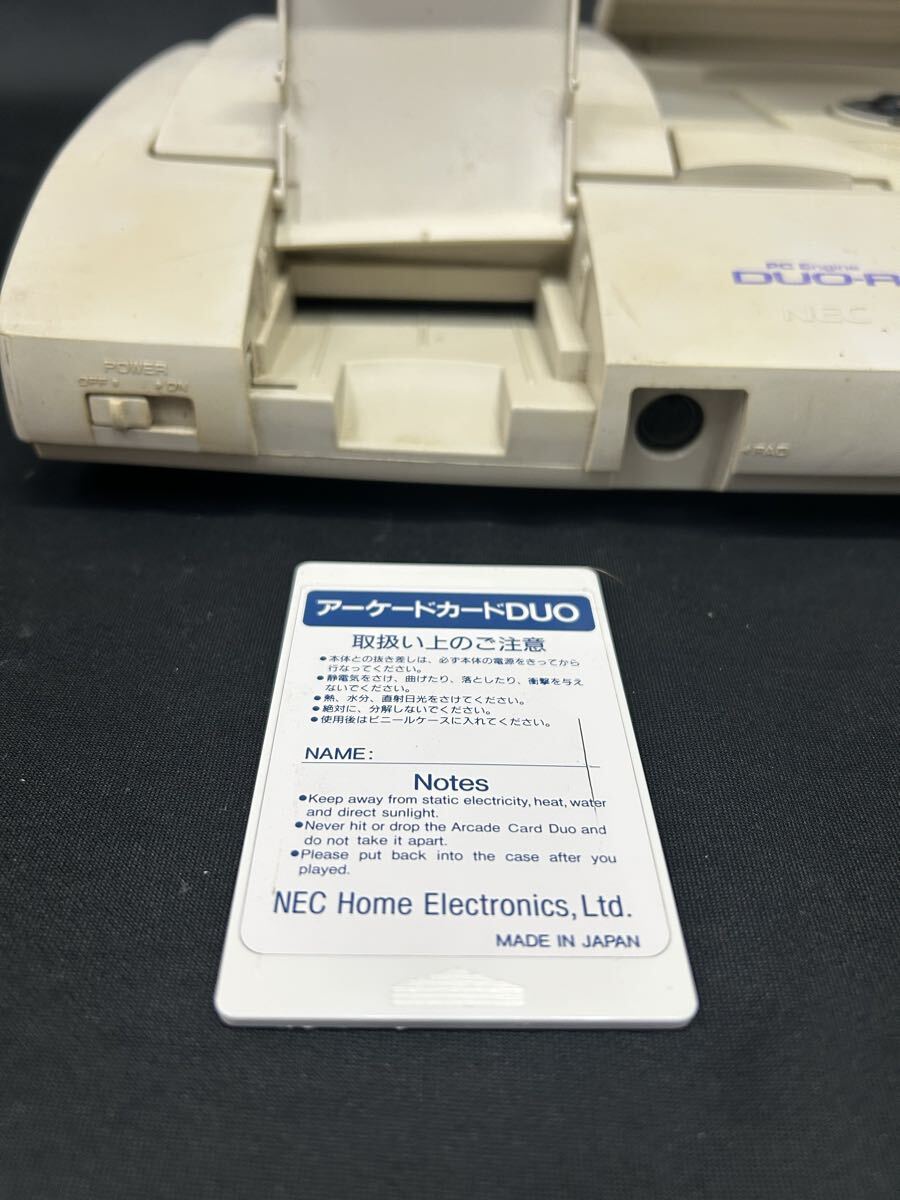 PC Engine
DUO-R
NEC
POWER
OFF ON
PAD
アーケードカードDUO
取扱い上のご注意
●本体との抜き差しは、必ず本体の電源をきってから
行なってください。
●静電気をさけ、曲げたり、落としたり、衝撃を与え
ないでください。
●熱、水分、直射日光をさけてください。
●絶対に、分解しないでください。
●使用後はビニールケースに入れてください。
NAME:
Notes
●Keep away from static electricity, heat, water
and direct sunlight.
●Never hit or drop the Arcade Card Duo and
do not take it apart.
●Please put back into the case after you
played.
NEC Home Electronics, Ltd.
MADE IN JAPAN